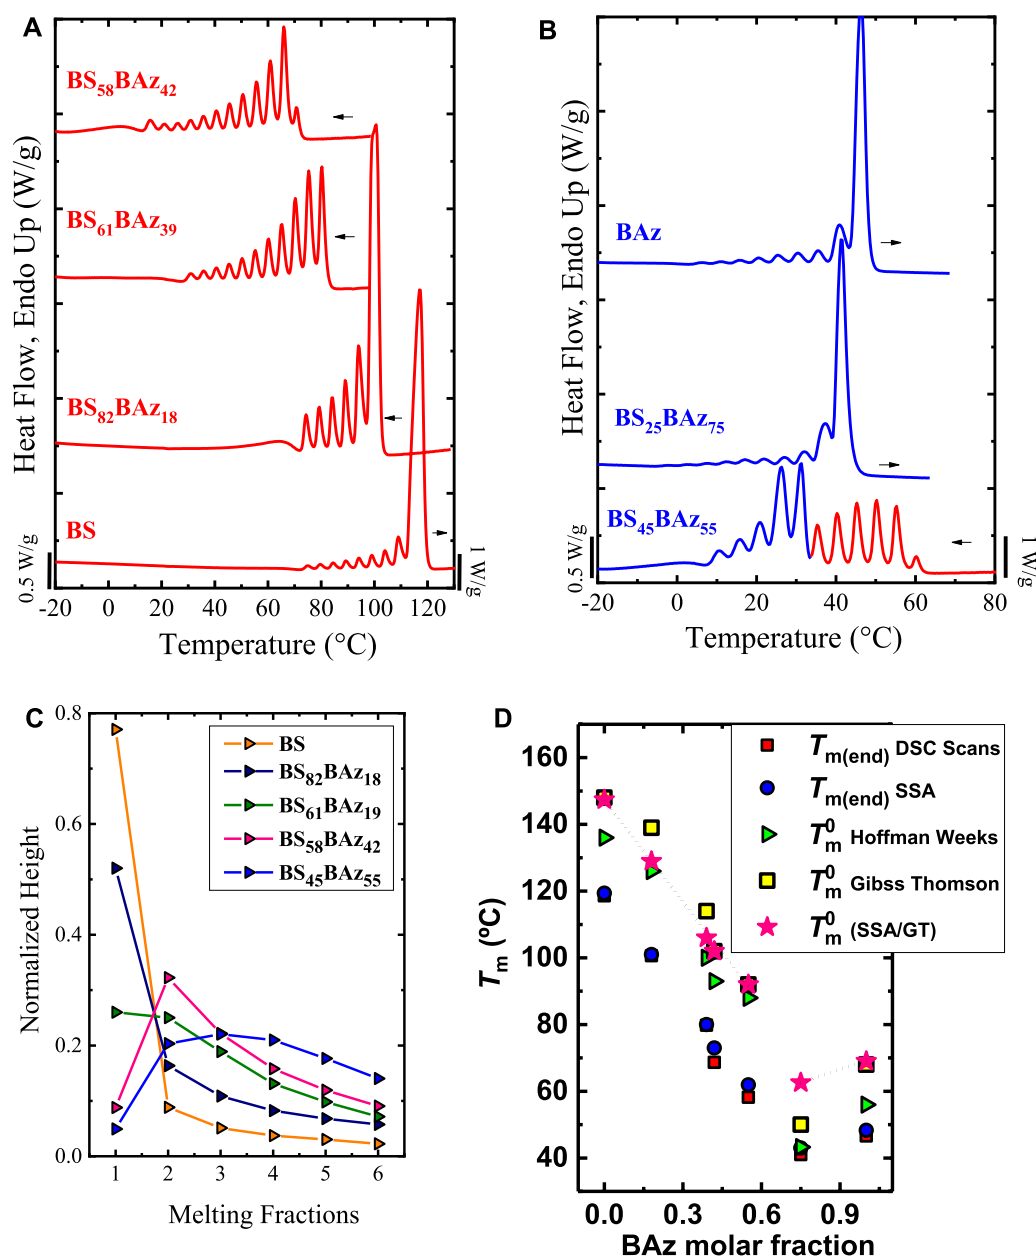 A
BS58BAz42
BS61BAz39
BS82BAz18
BS
Heat Flow, Endo Up (W/g)
0.5 W/g
1 W/g
-20 0 20 40 60 80 100 120
Temperature (°C)
B
BAz
BS25BAz75
BS45BAz55
Heat Flow, Endo Up (W/g)
0.5 W/g
1 W/g
-20 0 20 40 60 80
Temperature (°C)
C
0.8
0.6
0.4
0.2
0.0
Normalized Height
BS
BS82BAz18
BS61BAz19
BS58BAz42
BS45BAz55
1 2 3 4 5 6
Melting Fractions
D
160
140
120
100
80
60
40
Tm (ºC)
Tm(end) DSC Scans
Tm(end) SSA
T0m Hoffman Weeks
T0m Gibss Thomson
T0m (SSA/GT)
0.0 0.3 0.6 0.9
BAz molar fraction